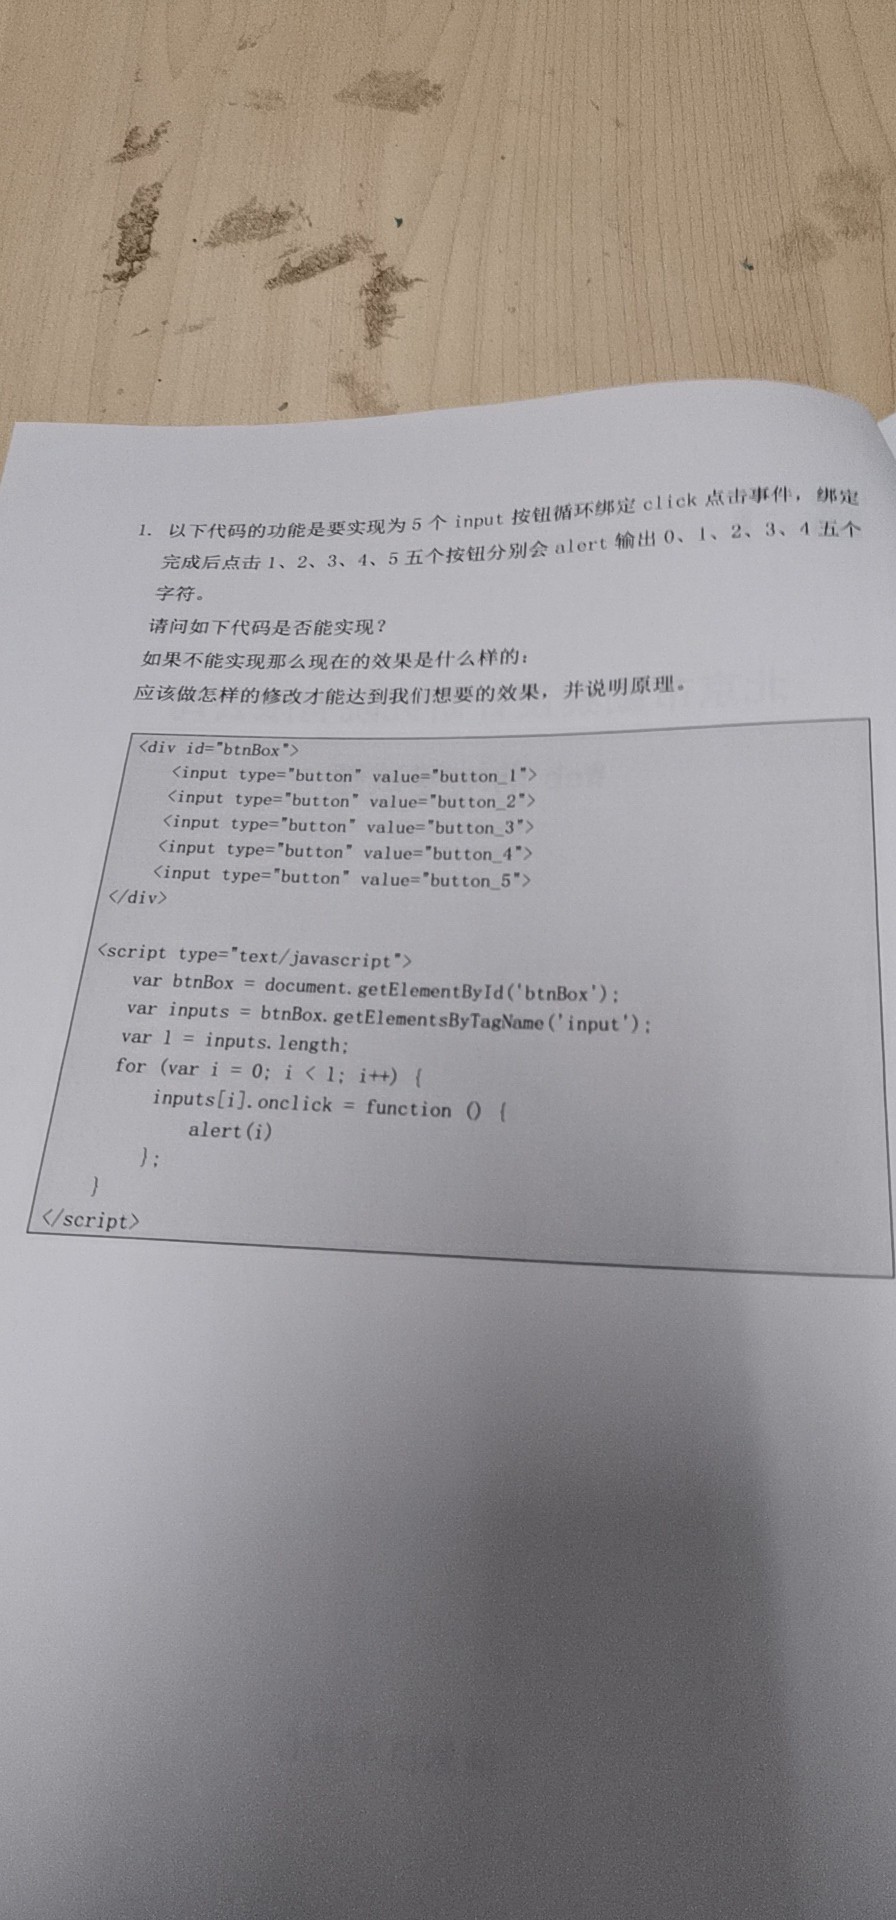 1. 以下代码的功能是要实现为 5 个 input 按钮循环绑定 click 点击事件，绑定
完成后点击 1、2、3、4、5 五个按钮分别会 alert 输出 0、1、2、3、4 五个
字符。
请问如下代码是否能实现？
如果不能实现那么现在的效果是什么样的：
应该做怎样的修改才能达到我们想要的效果，并说明原理。
<div id="btnBox">
<input type="button" value="button_1">
<input type="button" value="button_2">
<input type="button" value="button_3">
<input type="button" value="button_4">
<input type="button" value="button_5">
</div>
<script type="text/javascript">
var btnBox = document.getElementById('btnBox');
var inputs = btnBox.getElementsByTagName('input');
var l = inputs.length;
for (var i = 0; i < l; i++) {
inputs[i].onclick = function () {
alert(i)
};
}
</script>